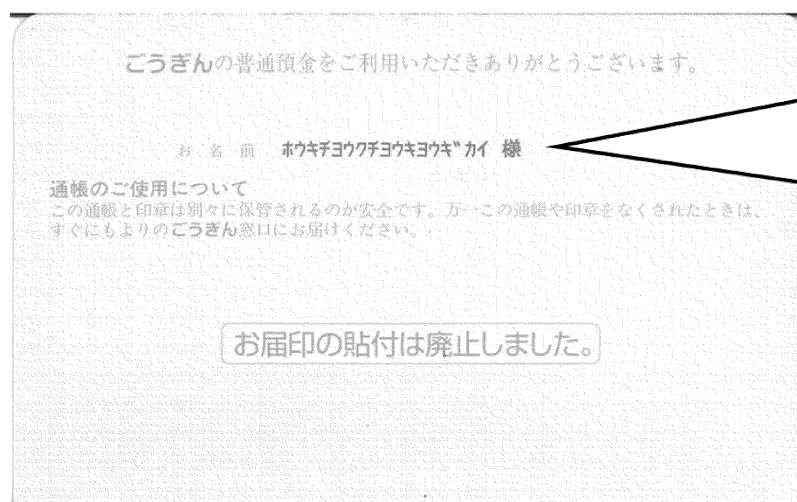 ごうぎんの普通預金をご利用いただきありがとうございます。
お名前 ﾎｳｷﾁﾖｳｸﾁﾖｳｷﾖｳｷﾞｶｲ 様
通帳のご使用について
この通帳と印章は別々に保管されるのが安全です。万一この通帳や印章をなくされたときは、
すぐにもよりのごうぎん窓口にお届けください。
お届印の貼付は廃止しました。